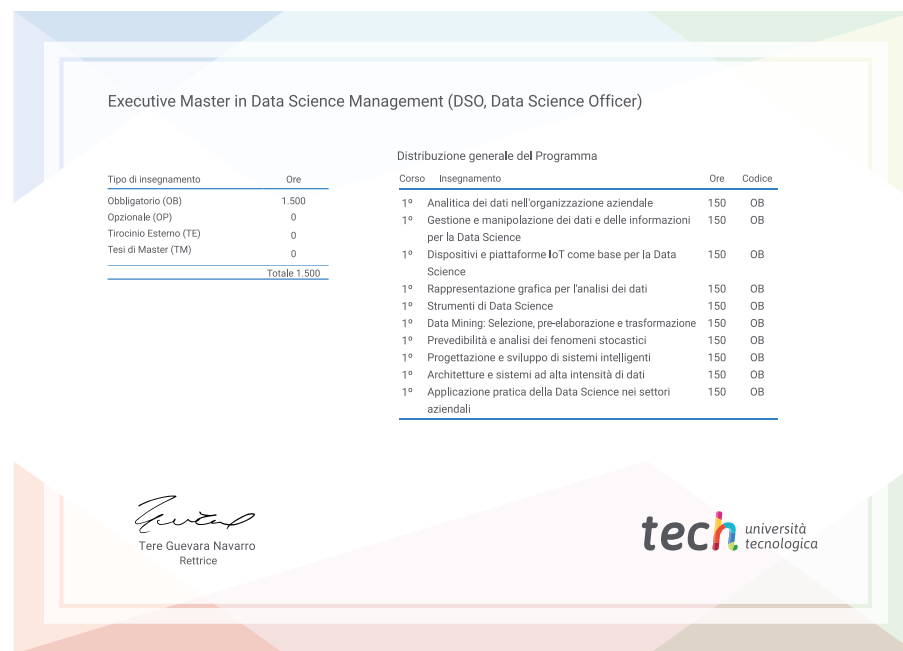 Executive Master in Data Science Management (DSO, Data Science Officer)
Tipo di insegnamento Ore
Obbligatorio (OB) 1.500
Opzionale (OP) 0
Tirocinio Esterno (TE) 0
Tesi di Master (TM) 0
Totale 1.500
Distribuzione generale del Programma
Corso Insegnamento Ore Codice
1º Analitica dei dati nell'organizzazione aziendale 150 OB
1º Gestione e manipolazione dei dati e delle informazioni 150 OB
per la Data Science
1º Dispositivi e piattaforme IoT come base per la Data 150 OB
Science
1º Rappresentazione grafica per l'analisi dei dati 150 OB
1º Strumenti di Data Science 150 OB
1º Data Mining: Selezione, pre-elaborazione e trasformazione 150 OB
1º Prevedibilità e analisi dei fenomeni stocastici 150 OB
1º Progettazione e sviluppo di sistemi intelligenti 150 OB
1º Architetture e sistemi ad alta intensità di dati 150 OB
1º Applicazione pratica della Data Science nei settori 150 OB
aziendali
Tere Guevara Navarro
Rettrice
tech università
tecnologica